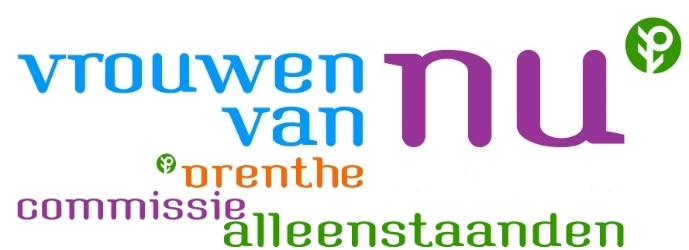 vrouwen
van nu
Drenthe
commissie
alleenstaanden